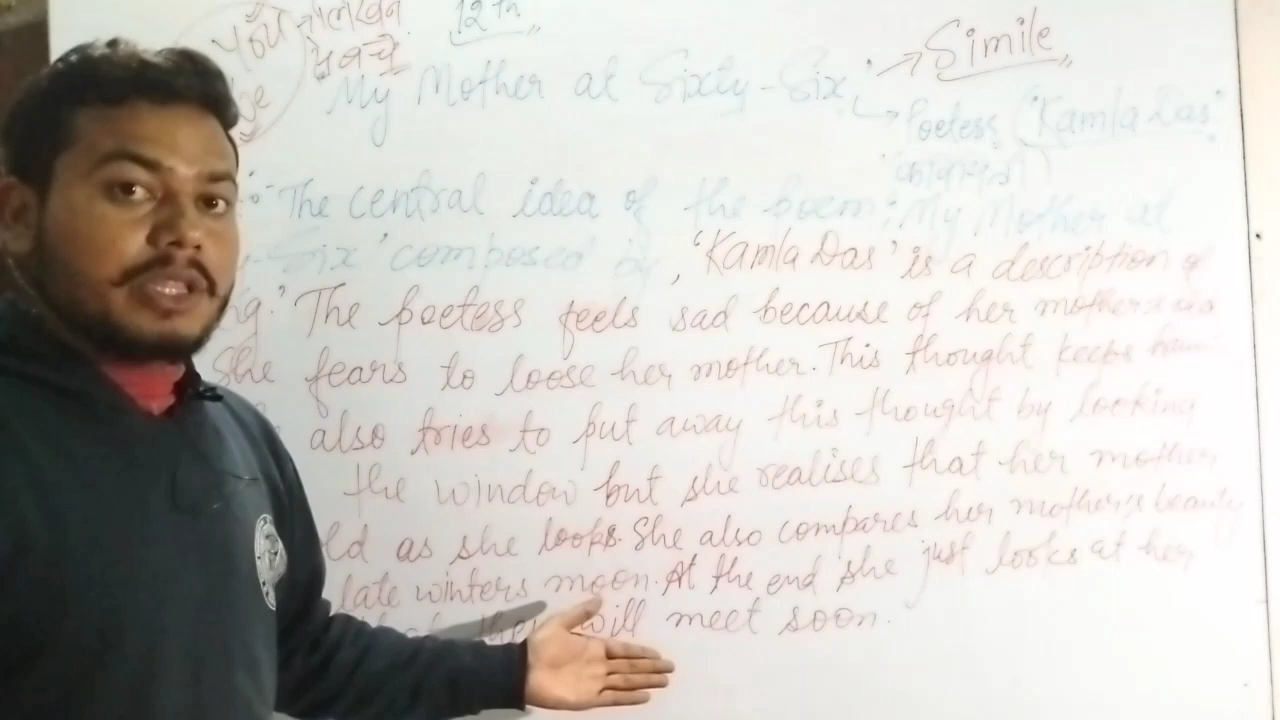 12th
My Mother at Sixty-Six
Simile
Poetess ("Kamla Das"
The central idea of the poem; My Mother at
-Six' composed by, 'Kamla Das' is a description of
ng.' The poetess feels sad because of her mother's
She fears to loose her mother. This thought keeps
also tries to put away this thought by looking
the window but she realises that her mother
ld as she looks. She also compares her mother's beauty
late winters moon. At the end she just looks at her
will meet soon.